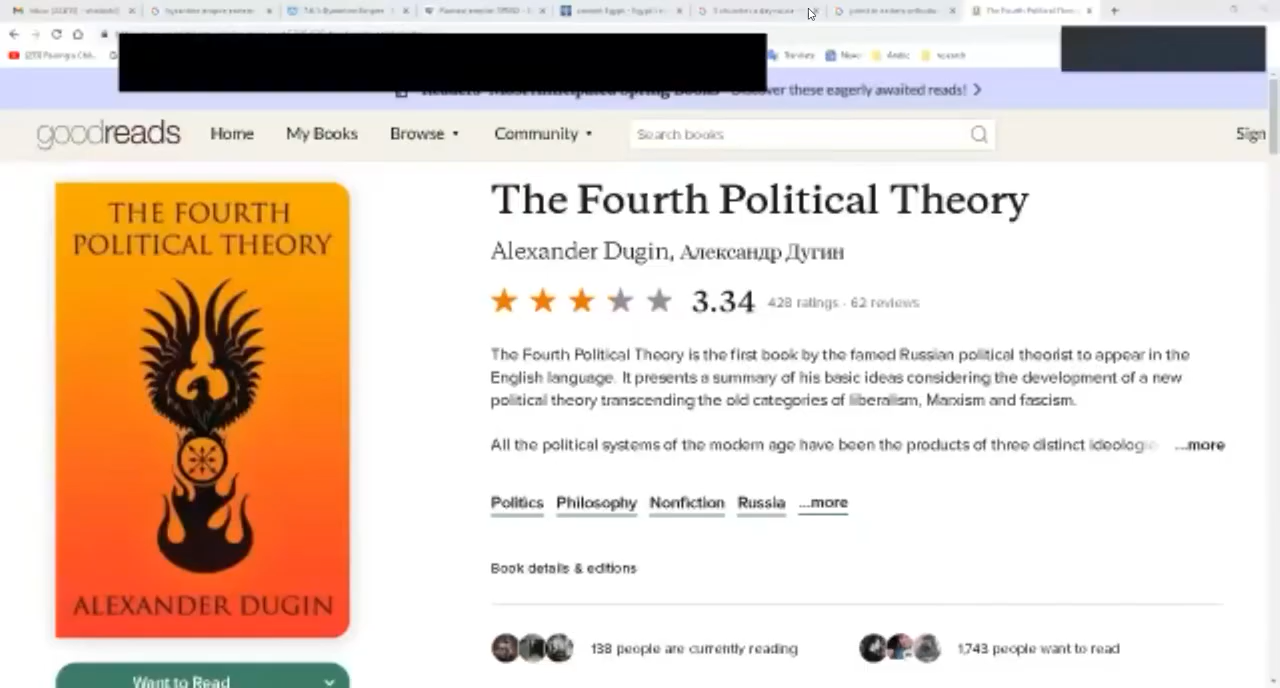 discover these eagerly awaited reads!
goodreads Home My Books Browse Community Search books Sign
THE FOURTH
POLITICAL THEORY
ALEXANDER DUGIN
Want to Read
The Fourth Political Theory
Alexander Dugin, Александр Дугин
3.34 428 ratings · 62 reviews
The Fourth Political Theory is the first book by the famed Russian political theorist to appear in the
English language. It presents a summary of his basic ideas considering the development of a new
political theory transcending the old categories of liberalism, Marxism and fascism.
All the political systems of the modern age have been the products of three distinct ideologie ...more
Politics Philosophy Nonfiction Russia ...more
Book details & editions
138 people are currently reading 1,743 people want to read